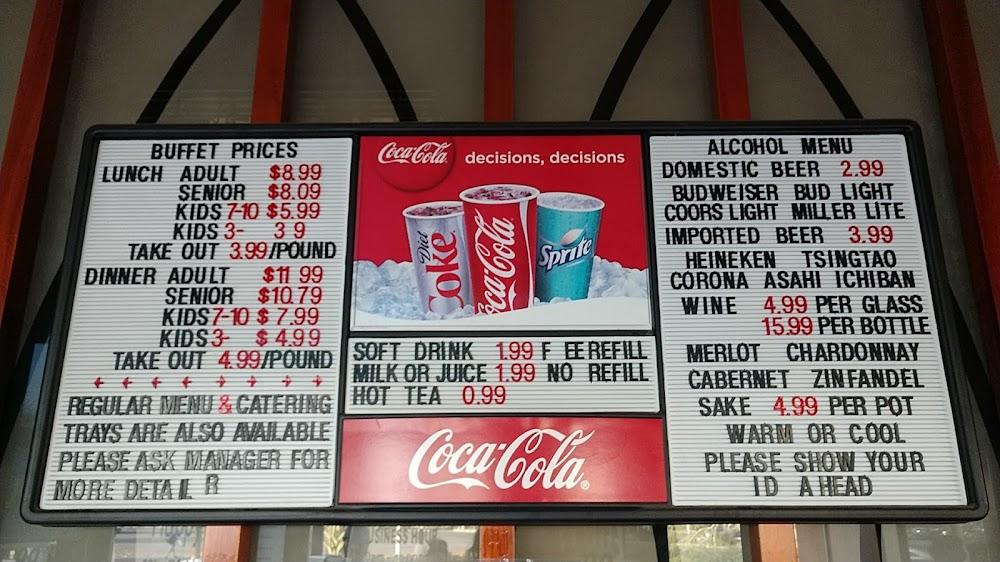 BUFFET PRICES
LUNCH ADULT $8.99
SENIOR $8.09
KIDS 7-10 $5.99
KIDS 3- 3 9
TAKE OUT 3.99/POUND
DINNER ADULT $11 99
SENIOR $10.79
KIDS 7-10 $ 7.99
KIDS 3- $ 4.99
TAKE OUT 4.99/POUND
REGULAR MENU & CATERING
TRAYS ARE ALSO AVAILABLE
PLEASE ASK MANAGER FOR
MORE DETA IL R
Coca-Cola decisions, decisions
Diet Coke
Coca-Cola
Sprite
SOFT DRINK 1.99 F EE REFILL
MILK OR JUICE 1.99 NO REFILL
HOT TEA 0.99
Coca-Cola
ALCOHOL MENU
DOMESTIC BEER 2.99
BUDWEISER BUD LIGHT
COORS LIGHT MILLER LITE
IMPORTED BEER 3.99
HEINEKEN TSINGTAO
CORONA ASAHI ICHIBAN
WINE 4.99 PER GLASS
15.99 PER BOTTLE
MERLOT CHARDONNAY
CABERNET ZINFANDEL
SAKE 4.99 PER POT
WARM OR COOL
PLEASE SHOW YOUR
ID A HEAD